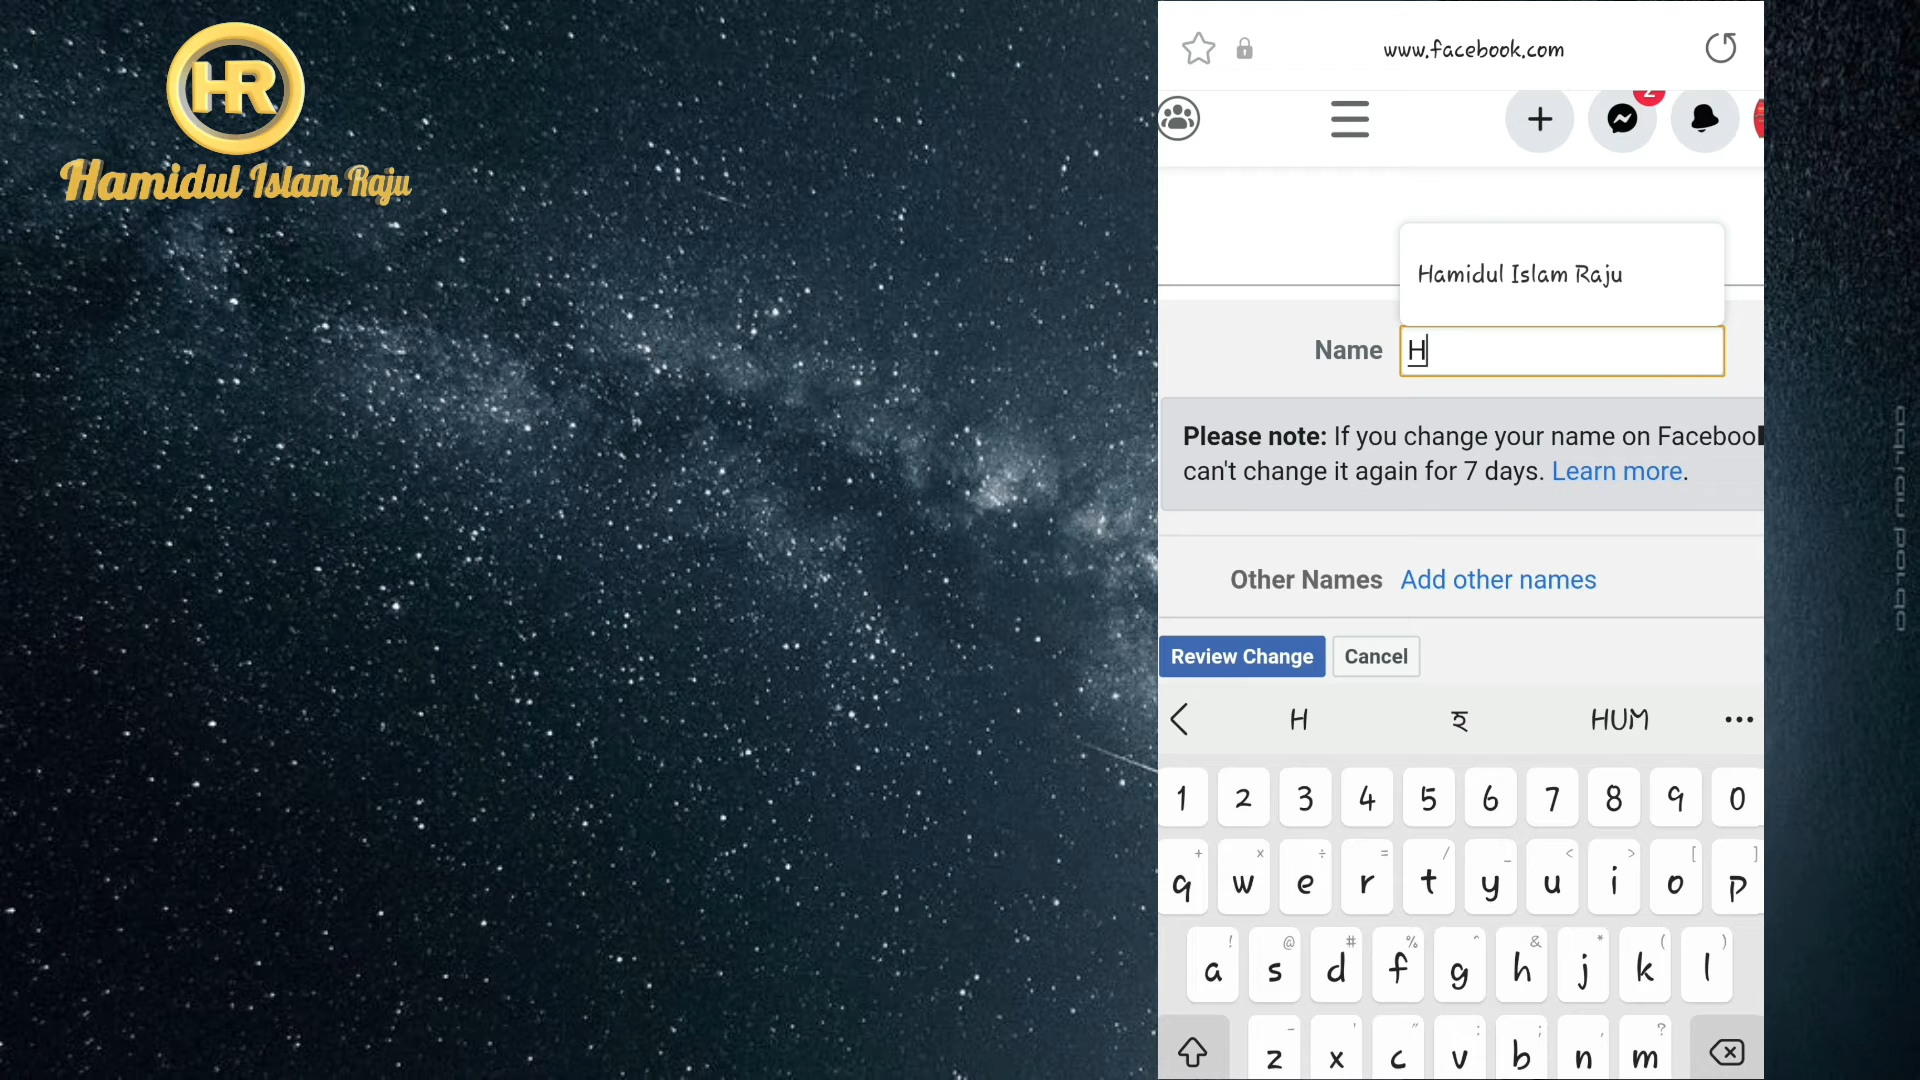 HR
Hamidul Islam Raju
www.facebook.com
2
Hamidul Islam Raju
Name H
Please note: If you change your name on Facebook
can't change it again for 7 days. Learn more.
Other Names Add other names
Review Change Cancel
H হ HUM
1 2 3 4 5 6 7 8 9 0
+ × ÷ = / _ < > [ ]
q w e r t y u i o p
! @ # % ^ & * ( )
a s d f g h j k l
- ' " : ; , ?
z x c v b n m